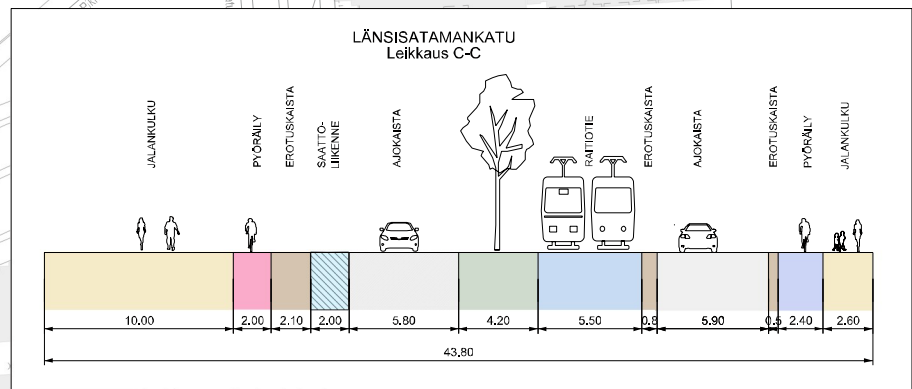 LÄNSISATAMANKATU
Leikkaus C-C
JALANKULKU
PYÖRÄILY
EROTUSKAISTA
SAATTO-
LIIKENNE
AJOKAISTA
RAITIOTIE
EROTUSKAISTA
AJOKAISTA
EROTUSKAISTA
PYÖRÄILY
JALANKULKU
10.00 2.00 2.10 2.00 5.80 4.20 5.50 0.8 5.90 0.5 2.40 2.60
43.80